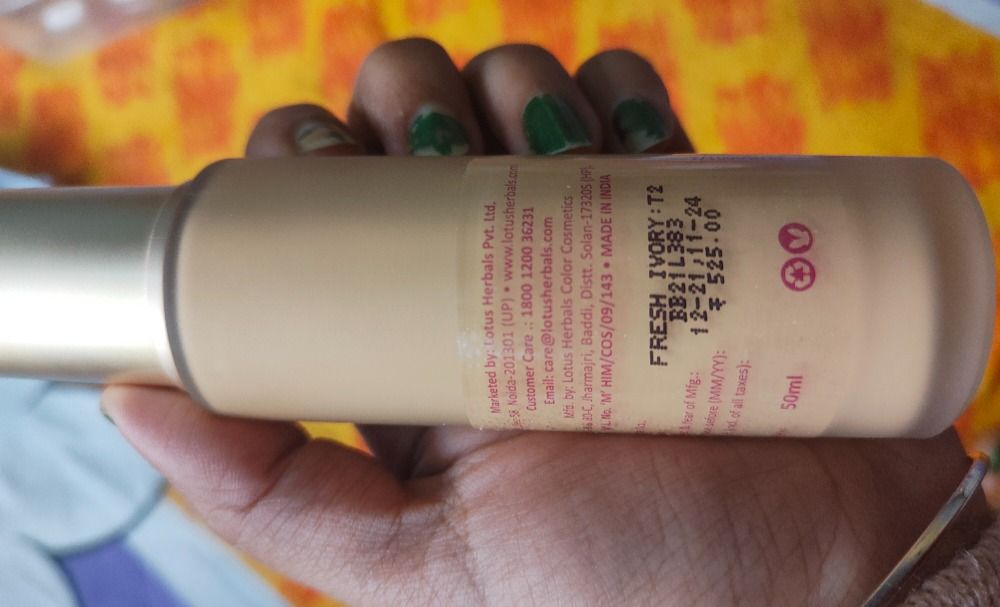 Marketed by: Lotus Herbals Pvt. Ltd.
Noida-201301 (UP) • www.lotusherbals.com
Customer Care .: 1800 1200 36231
Email: care@lotusherbals.com
Mfg. by: Lotus Herbals Color Cosmetics
Jharmajri, Baddi, Distt. Solan-173205 (HP).
No. 'M' HIM/COS/09/143 • MADE IN INDIA
FRESH IVORY:T2
BB21L383
12-21,11-24
₹ 525.00
of Mfg.:
(MM/YY):
of all taxes):
50ml